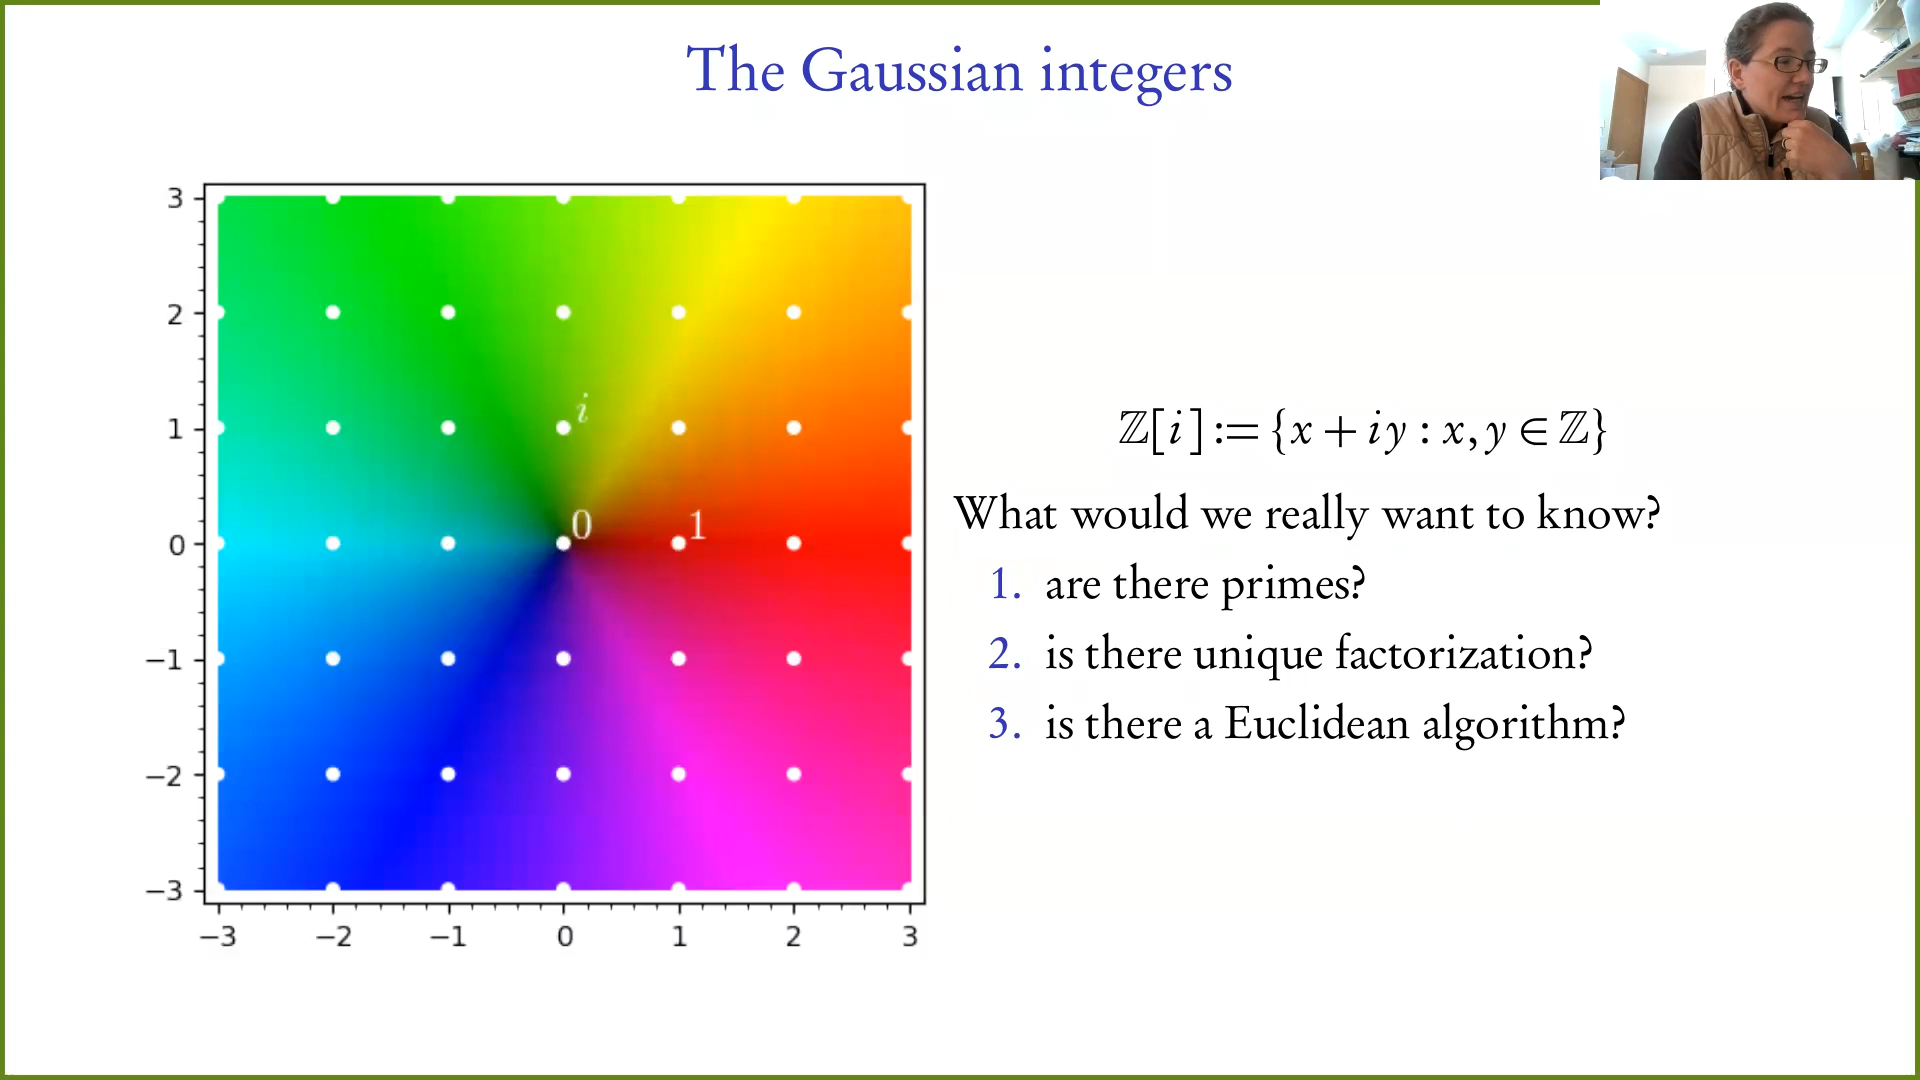 The Gaussian integers
3
2
1
0
−1
−2
−3
−3 −2 −1 0 1 2 3
i
0 1
ℤ[i] := {x + iy : x, y ∈ ℤ}
What would we really want to know?
1. are there primes?
2. is there unique factorization?
3. is there a Euclidean algorithm?